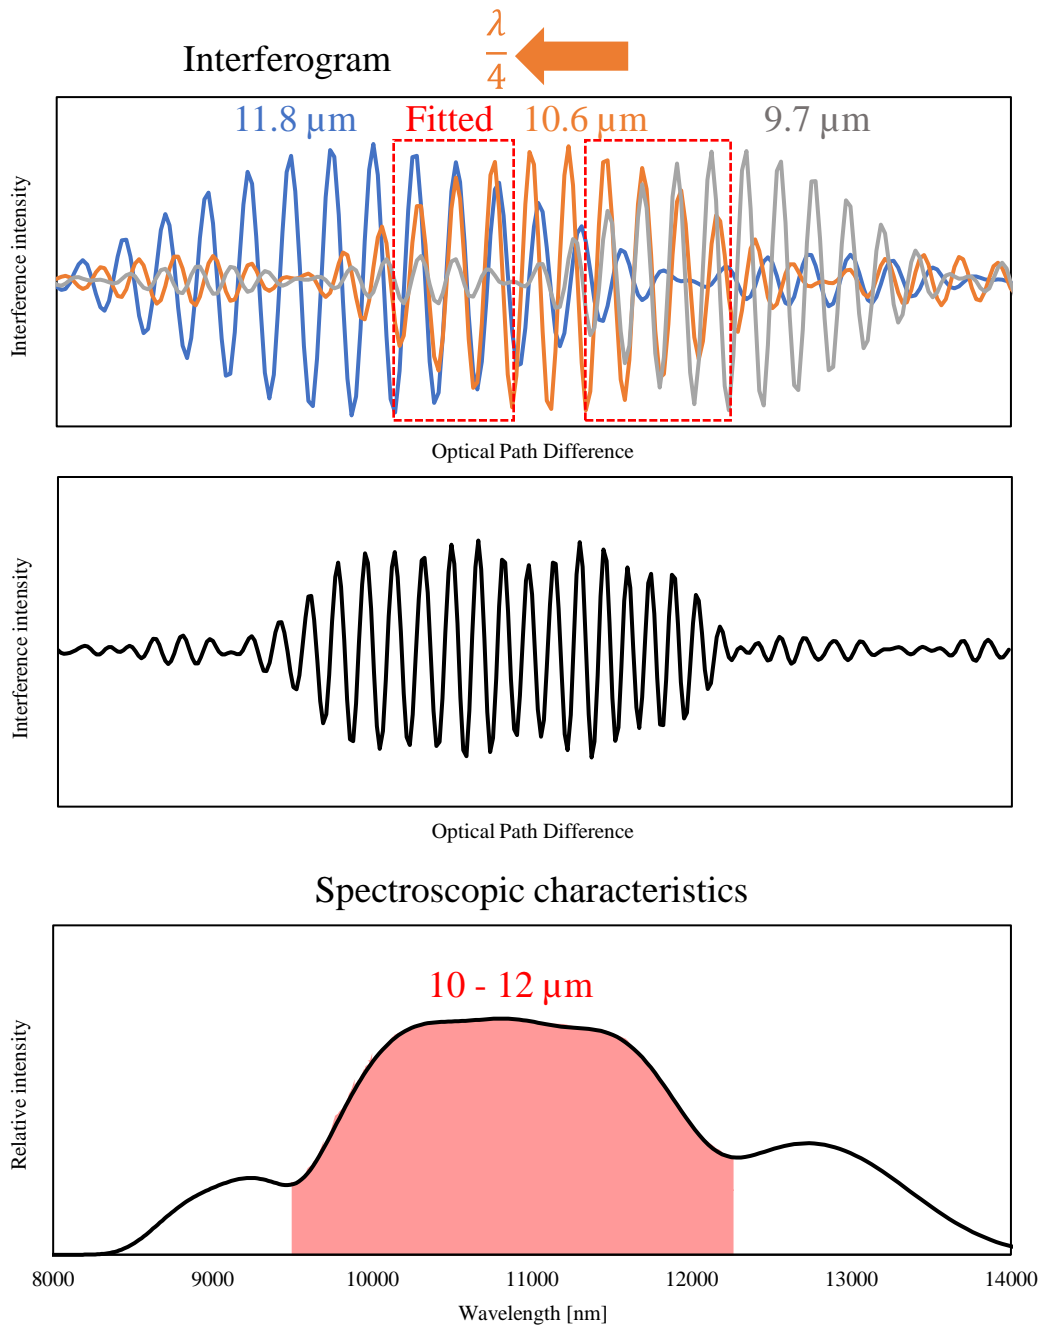 Interferogram
λ
4
11.8 µm Fitted 10.6 µm 9.7 µm
Interference intensity
Optical Path Difference
Interference intensity
Optical Path Difference
Spectroscopic characteristics
10 - 12 µm
Relative intensity
8000 9000 10000 11000 12000 13000 14000
Wavelength [nm]